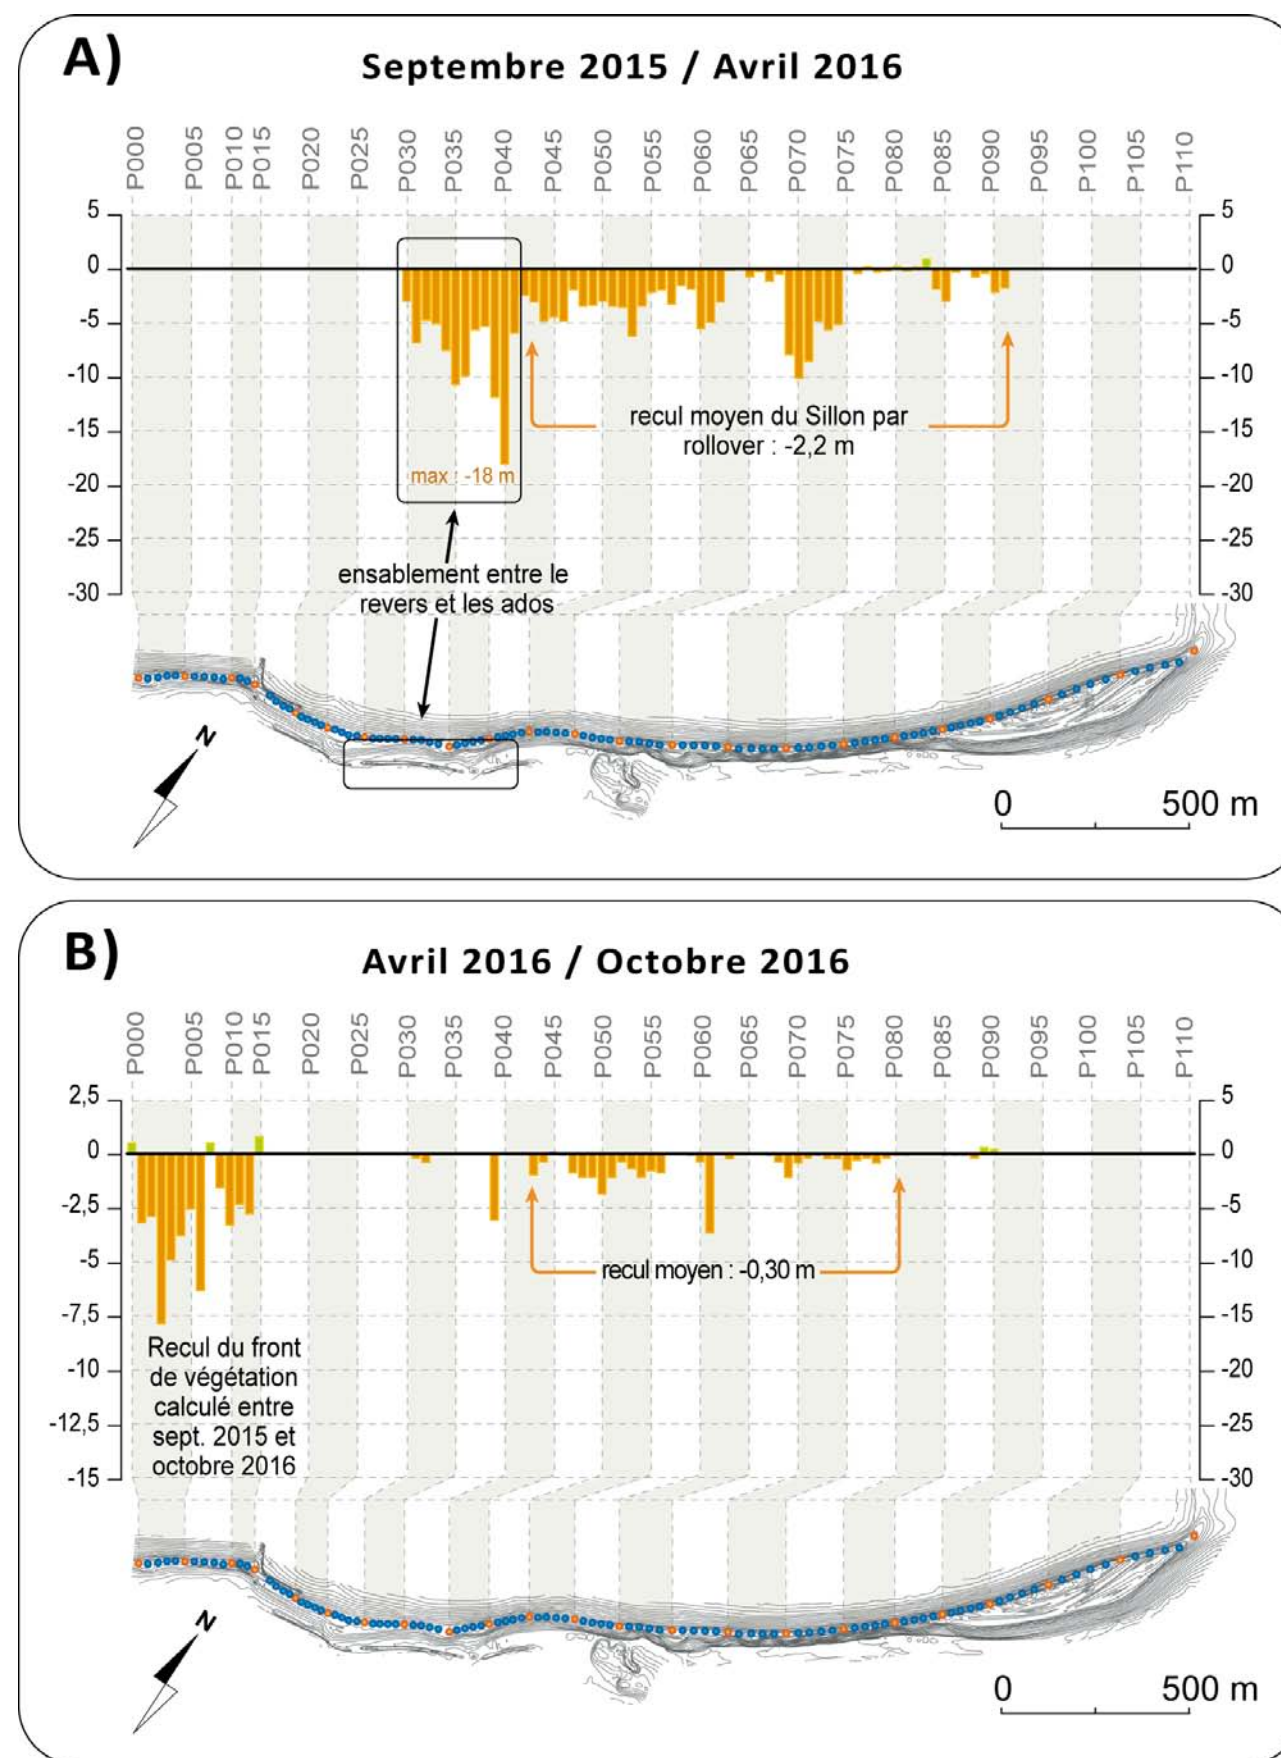 A)
Septembre 2015 / Avril 2016
P000 P005 P010 P015 P020 P025 P030 P035 P040 P045 P050 P055 P060 P065 P070 P075 P080 P085 P090 P095 P100 P105 P110
5 5
0 0
-5 -5
-10 -10
-15 -15
-20 -20
-25 -25
-30 -30
recul moyen du Sillon par
rollover : -2,2 m
max : -18 m
ensablement entre le
revers et les ados
N
0 500 m
B)
Avril 2016 / Octobre 2016
P000 P005 P010 P015 P020 P025 P030 P035 P040 P045 P050 P055 P060 P065 P070 P075 P080 P085 P090 P095 P100 P105 P110
2,5 5
0 0
-2,5 -5
-5 -10
-7,5 -15
-10 -20
-12,5 -25
-15 -30
recul moyen : -0,30 m
Recul du front
de végétation
calculé entre
sept. 2015 et
octobre 2016
N
0 500 m